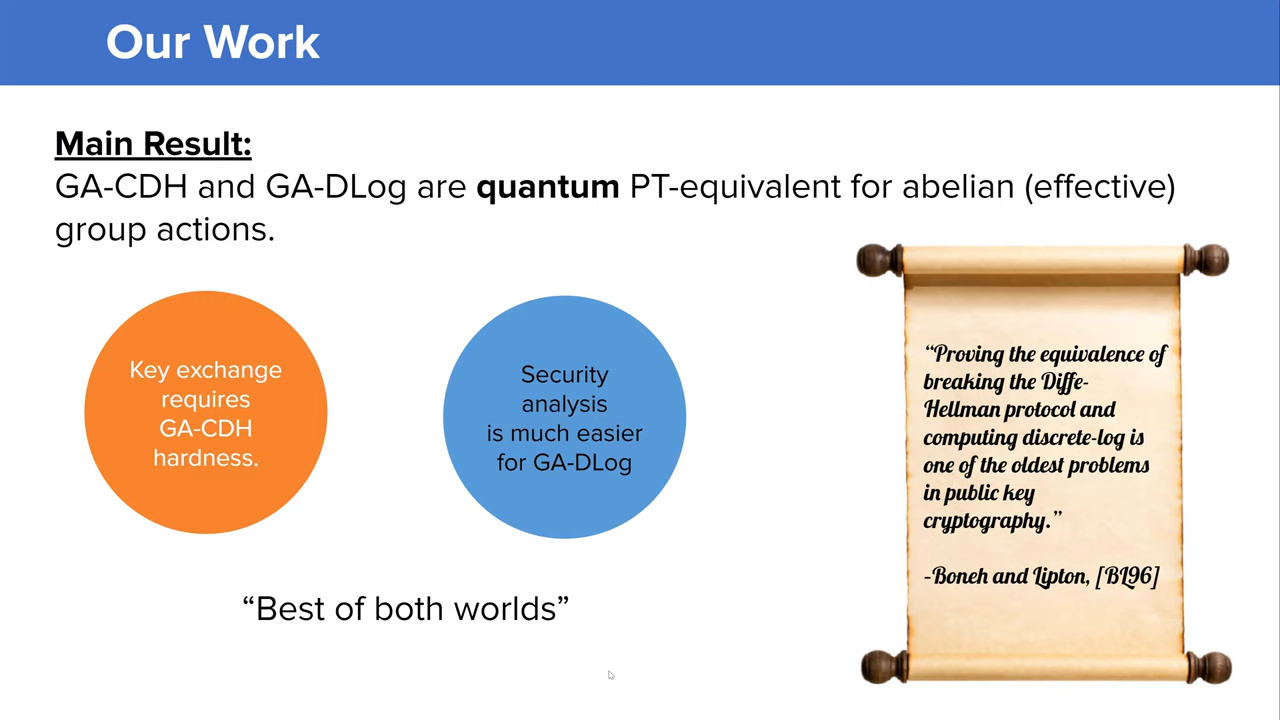 Our Work
Main Result:
GA-CDH and GA-DLog are quantum PT-equivalent for abelian (effective)
group actions.
Key exchange
requires
GA-CDH
hardness.
Security
analysis
is much easier
for GA-DLog
“Best of both worlds”
“Proving the equivalence of
breaking the Diffe-
Hellman protocol and
computing discrete-log is
one of the oldest problems
in public key
cryptography.”
-Boneh and Lipton, [BL96]